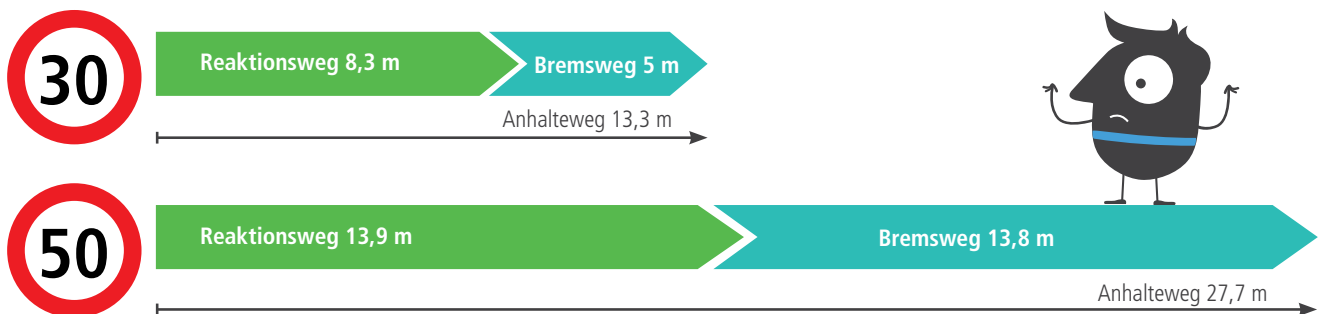 30
Reaktionsweg 8,3 m
Bremsweg 5 m
Anhalteweg 13,3 m
50
Reaktionsweg 13,9 m
Bremsweg 13,8 m
Anhalteweg 27,7 m